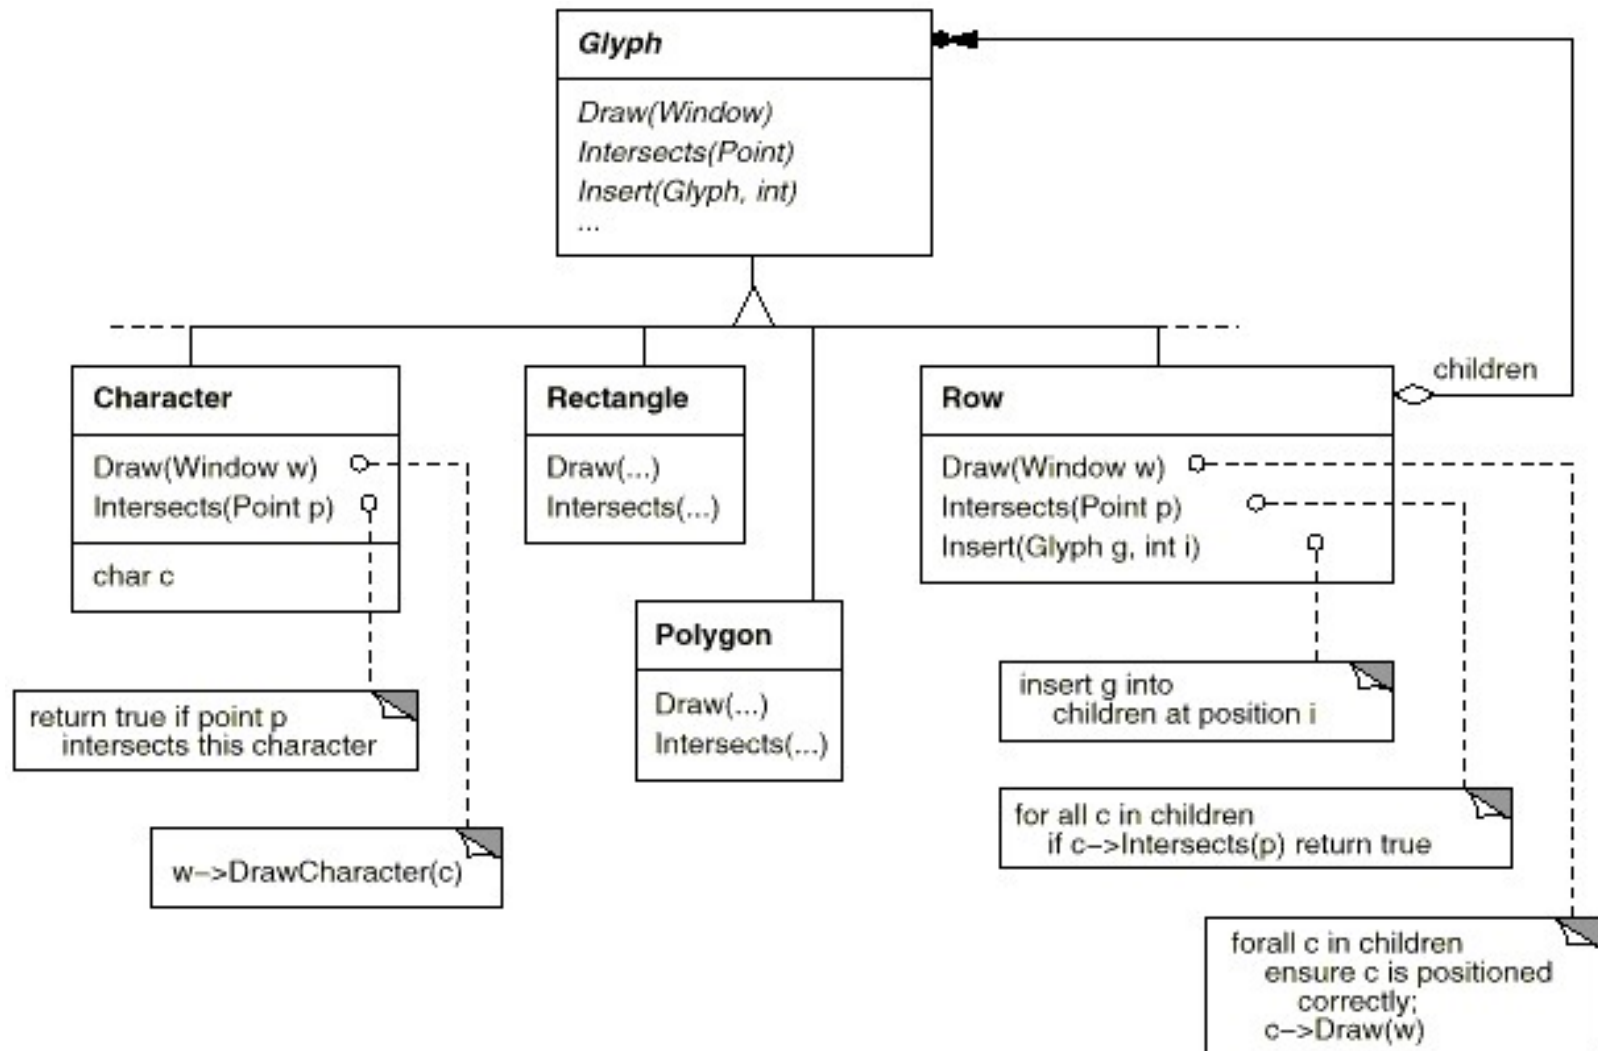 Glyph
Draw(Window)
Intersects(Point)
Insert(Glyph, int)
...
children
Character
Draw(Window w)
Intersects(Point p)
char c
Rectangle
Draw(...)
Intersects(...)
Row
Draw(Window w)
Intersects(Point p)
Insert(Glyph g, int i)
Polygon
Draw(...)
Intersects(...)
return true if point p
intersects this character
w->DrawCharacter(c)
insert g into
children at position i
for all c in children
if c->Intersects(p) return true
forall c in children
ensure c is positioned
correctly;
c->Draw(w)